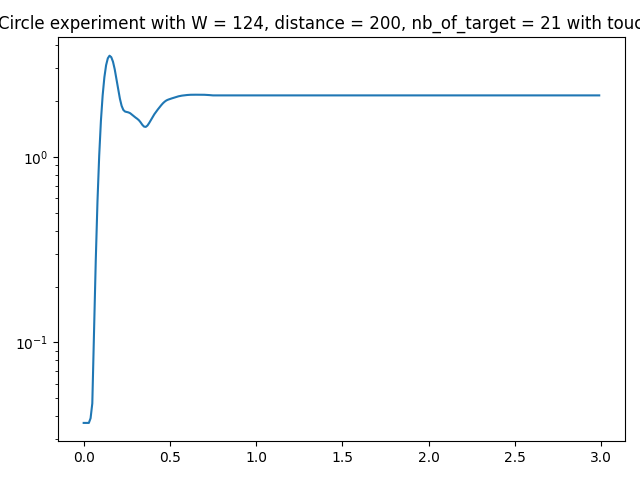 Circle experiment with W = 124, distance = 200, nb_of_target = 21 with touc
10⁰
10⁻¹
0.0 0.5 1.0 1.5 2.0 2.5 3.0